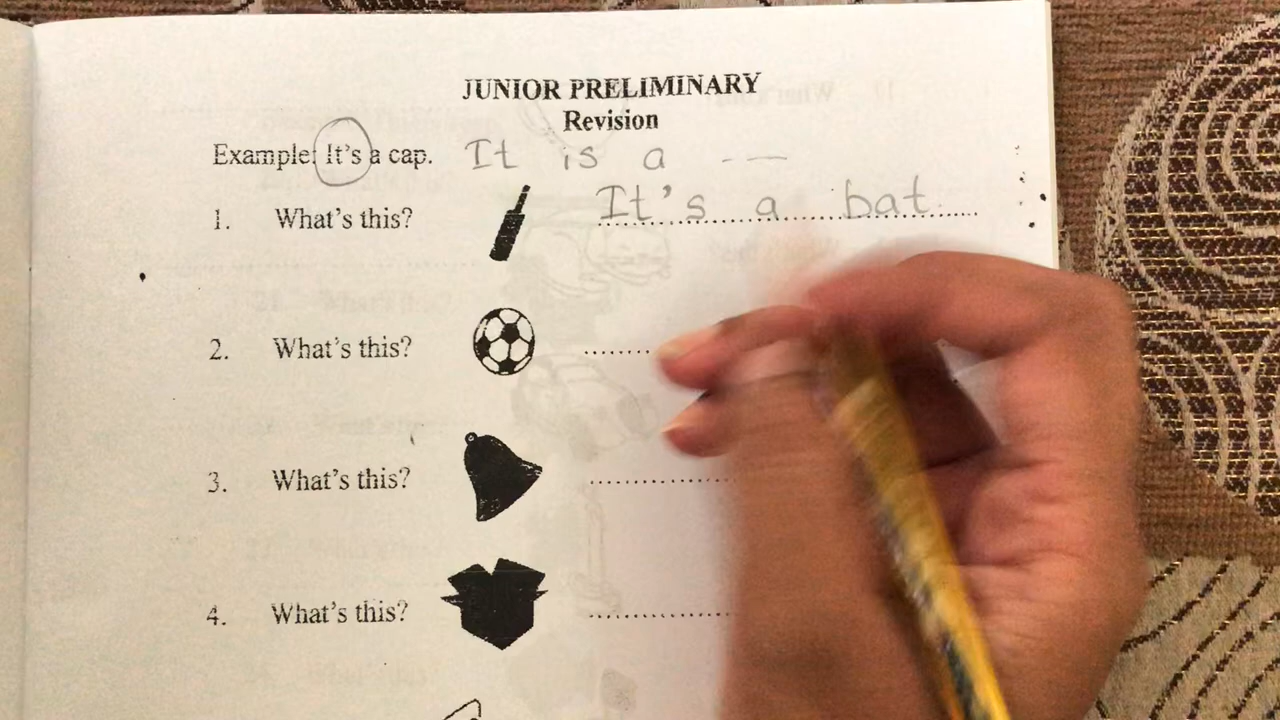 JUNIOR PRELIMINARY
Revision
Example: It's a cap. It is a ---
1. What's this? It's a bat
2. What's this?
3. What's this?
4. What's this?